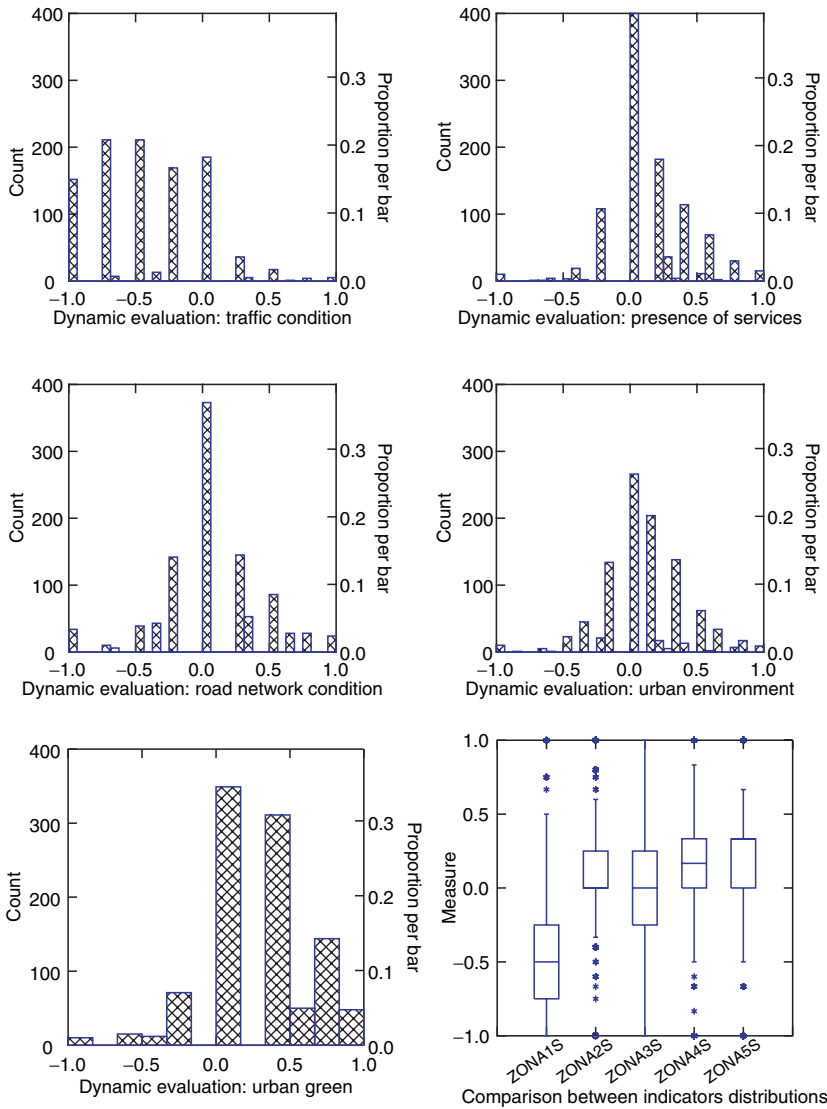 400
300
200
100
0
Count
0.3
0.2
0.1
0.0
Proportion per bar
−1.0 −0.5 0.0 0.5 1.0
Dynamic evaluation: traffic condition
400
300
200
100
0
Count
0.3
0.2
0.1
0.0
Proportion per bar
−1.0 −0.5 0.0 0.5 1.0
Dynamic evaluation: presence of services
400
300
200
100
0
Count
0.3
0.2
0.1
0.0
Proportion per bar
−1.0 −0.5 0.0 0.5 1.0
Dynamic evaluation: road network condition
400
300
200
100
0
Count
0.3
0.2
0.1
0.0
Proportion per bar
−1.0 −0.5 0.0 0.5 1.0
Dynamic evaluation: urban environment
400
300
200
100
0
Count
0.3
0.2
0.1
0.0
Proportion per bar
−1.0 −0.5 0.0 0.5 1.0
Dynamic evaluation: urban green
1.0
0.5
0.0
−0.5
−1.0
Measure
ZONA1S ZONA2S ZONA3S ZONA4S ZONA5S
Comparison between indicators distributions